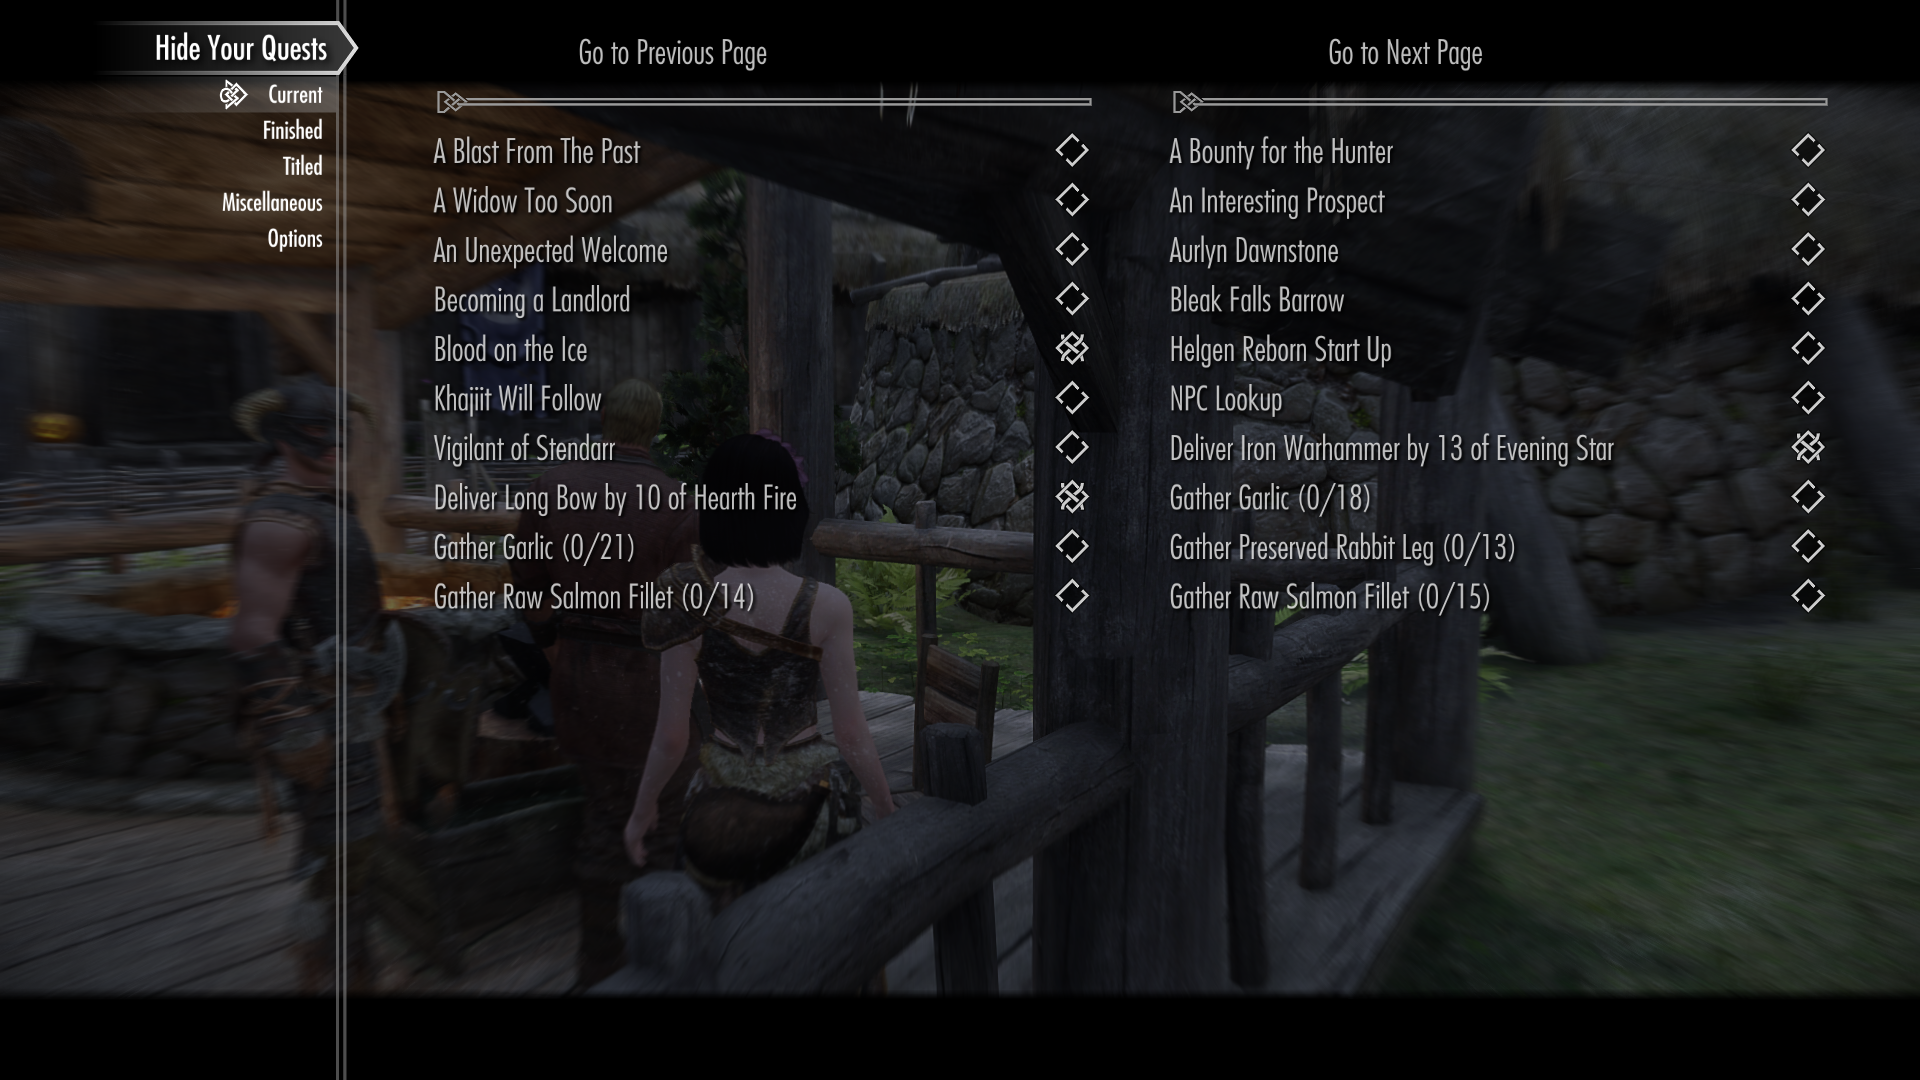 Hide Your Quests
Current
Finished
Titled
Miscellaneous
Options
Go to Previous Page
Go to Next Page
A Blast From The Past
A Bounty for the Hunter
A Widow Too Soon
An Interesting Prospect
An Unexpected Welcome
Aurlyn Dawnstone
Becoming a Landlord
Bleak Falls Barrow
Blood on the Ice
Helgen Reborn Start Up
Khajiit Will Follow
NPC Lookup
Vigilant of Stendarr
Deliver Iron Warhammer by 13 of Evening Star
Deliver Long Bow by 10 of Hearth Fire
Gather Garlic (0/18)
Gather Garlic (0/21)
Gather Preserved Rabbit Leg (0/13)
Gather Raw Salmon Fillet (0/14)
Gather Raw Salmon Fillet (0/15)